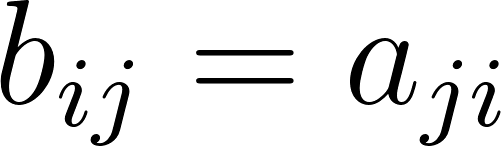 b_{ij} = a_{ji}